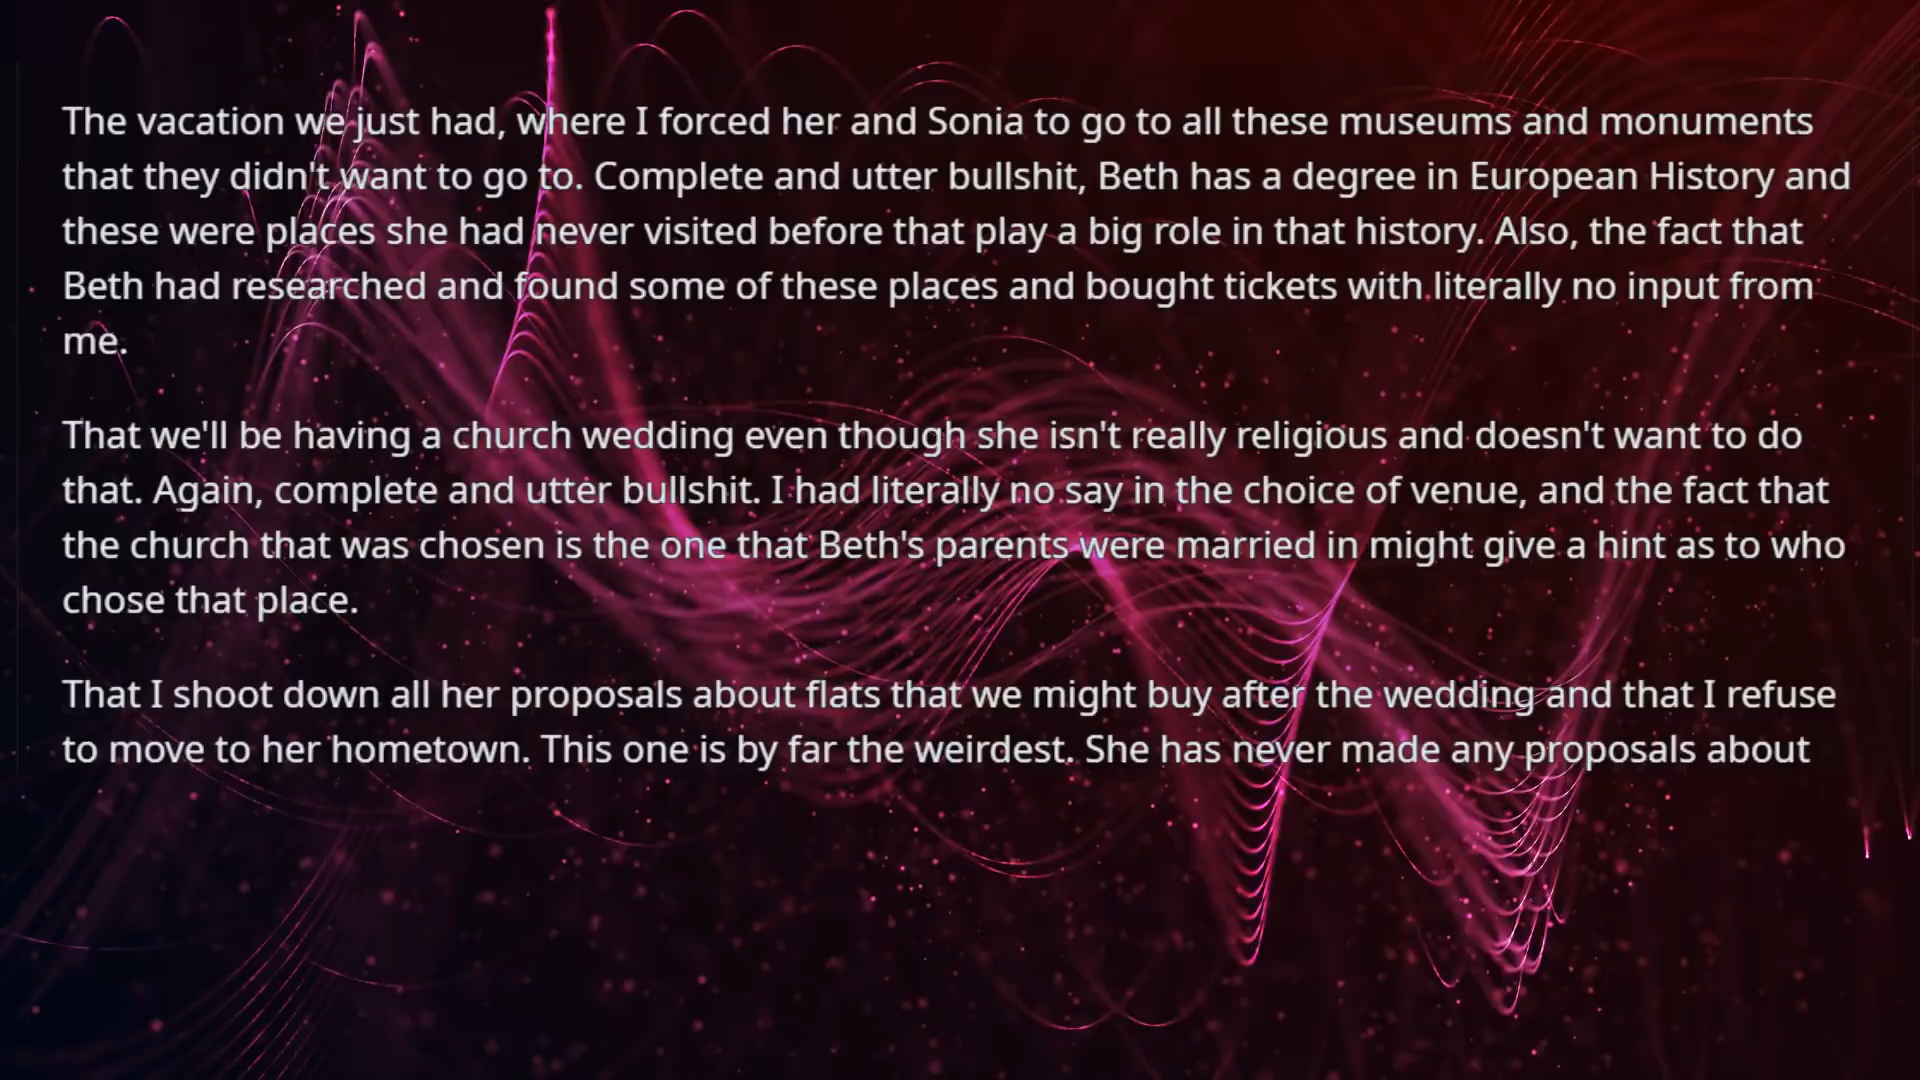 The vacation we just had, where I forced her and Sonia to go to all these museums and monuments
that they didn't want to go to. Complete and utter bullshit, Beth has a degree in European History and
these were places she had never visited before that play a big role in that history. Also, the fact that
Beth had researched and found some of these places and bought tickets with literally no input from
me.
That we'll be having a church wedding even though she isn't really religious and doesn't want to do
that. Again, complete and utter bullshit. I had literally no say in the choice of venue, and the fact that
the church that was chosen is the one that Beth's parents were married in might give a hint as to who
chose that place.
That I shoot down all her proposals about flats that we might buy after the wedding and that I refuse
to move to her hometown. This one is by far the weirdest. She has never made any proposals about